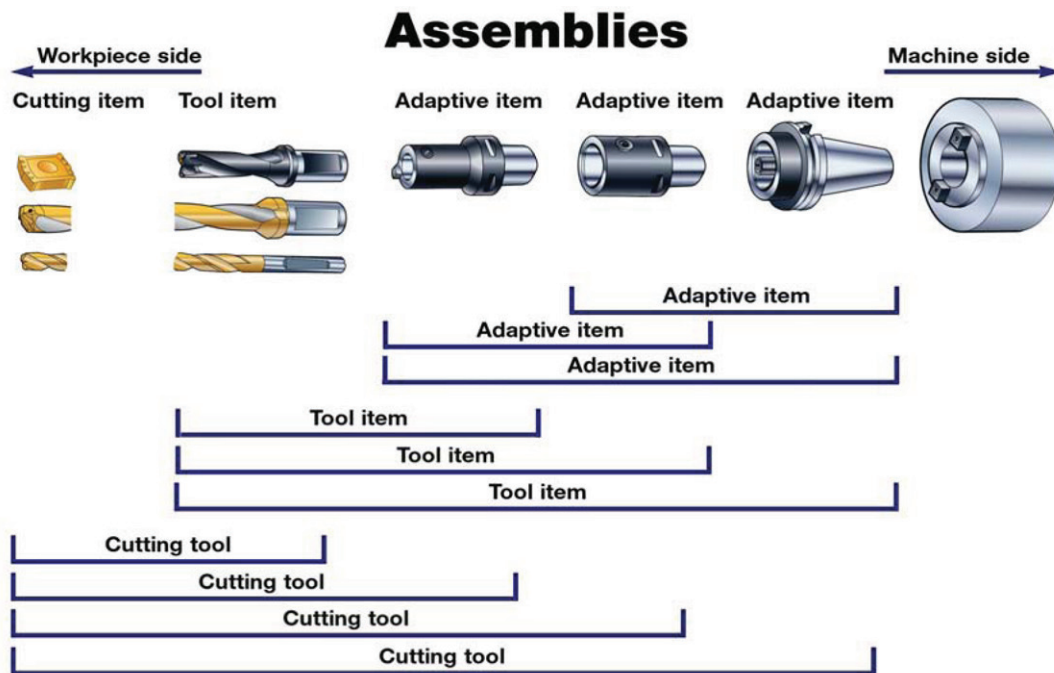 Assemblies
Workpiece side
Machine side
Cutting item
Tool item
Adaptive item
Adaptive item
Adaptive item
Adaptive item
Adaptive item
Adaptive item
Tool item
Tool item
Tool item
Cutting tool
Cutting tool
Cutting tool
Cutting tool